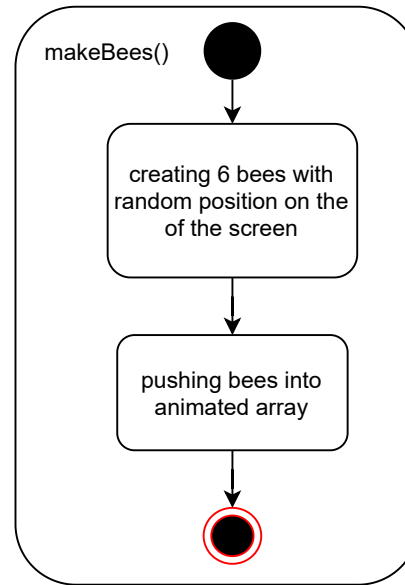 makeBees()
creating 6 bees with
random position on the
of the screen
pushing bees into
animated array